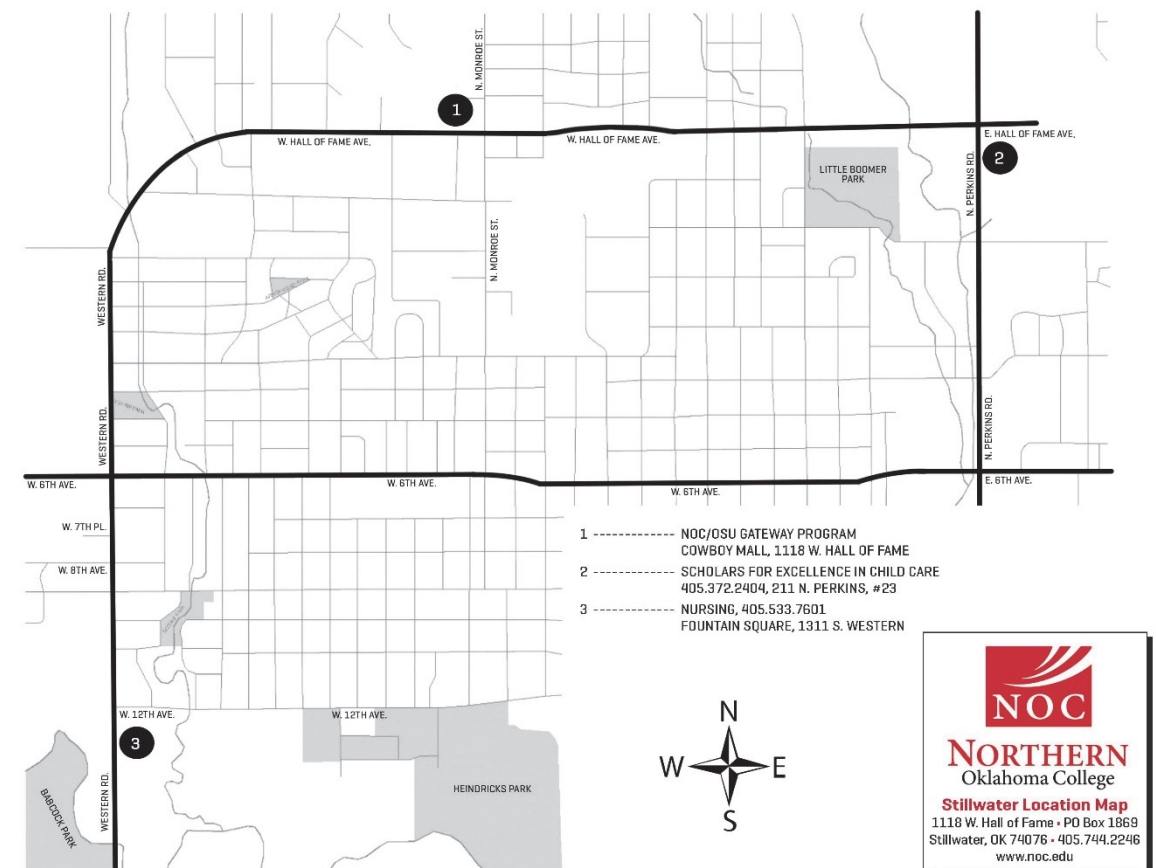 N. MONROE ST.
1
W. HALL OF FAME AVE.
W. HALL OF FAME AVE.
E. HALL OF FAME AVE.
2
N. PERKINS RD.
LITTLE BOOMER
PARK
N. MONROE ST.
WESTERN RD.
WESTERN RD.
N. PERKINS RD.
W. 6TH AVE.
W. 6TH AVE.
W. 6TH AVE.
E. 6TH AVE.
W. 7TH PL.
W. 8TH AVE.
1 ------------- NOC/OSU GATEWAY PROGRAM
COWBOY MALL, 1118 W. HALL OF FAME
2 ------------- SCHOLARS FOR EXCELLENCE IN CHILD CARE
405.372.2404, 211 N. PERKINS, #23
3 ------------- NURSING, 405.533.7601
FOUNTAIN SQUARE, 1311 S. WESTERN
W. 12TH AVE.
W. 12TH AVE.
3
WESTERN RD.
BABCOCK PARK
HEINDRICKS PARK
N
W E
S
NOC
NORTHERN
Oklahoma College
Stillwater Location Map
1118 W. Hall of Fame • PO Box 1869
Stillwater, OK 74076 • 405.744.2246
www.noc.edu